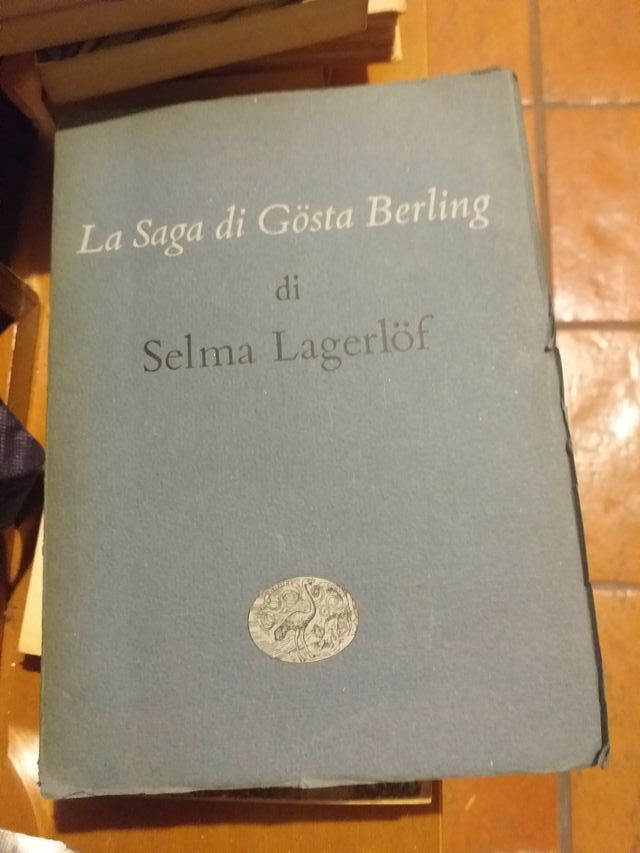 La Saga di Gösta Berling
di
Selma Lagerlöf